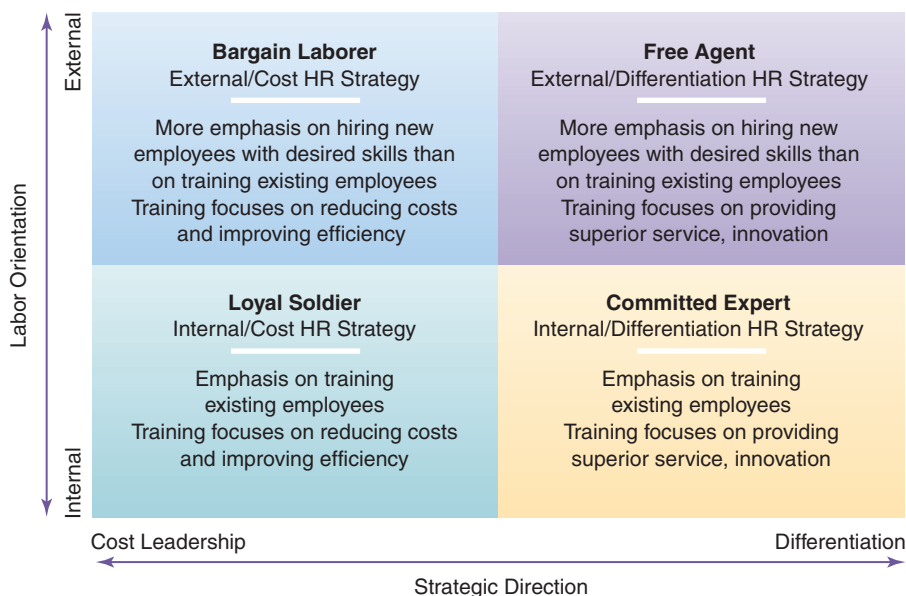 External
Labor Orientation
Internal
Bargain Laborer
External/Cost HR Strategy
More emphasis on hiring new
employees with desired skills than
on training existing employees
Training focuses on reducing costs
and improving efficiency
Free Agent
External/Differentiation HR Strategy
More emphasis on hiring new
employees with desired skills than
on training existing employees
Training focuses on providing
superior service, innovation
Loyal Soldier
Internal/Cost HR Strategy
Emphasis on training
existing employees
Training focuses on reducing costs
and improving efficiency
Committed Expert
Internal/Differentiation HR Strategy
Emphasis on training
existing employees
Training focuses on providing
superior service, innovation
Cost Leadership
Differentiation
Strategic Direction